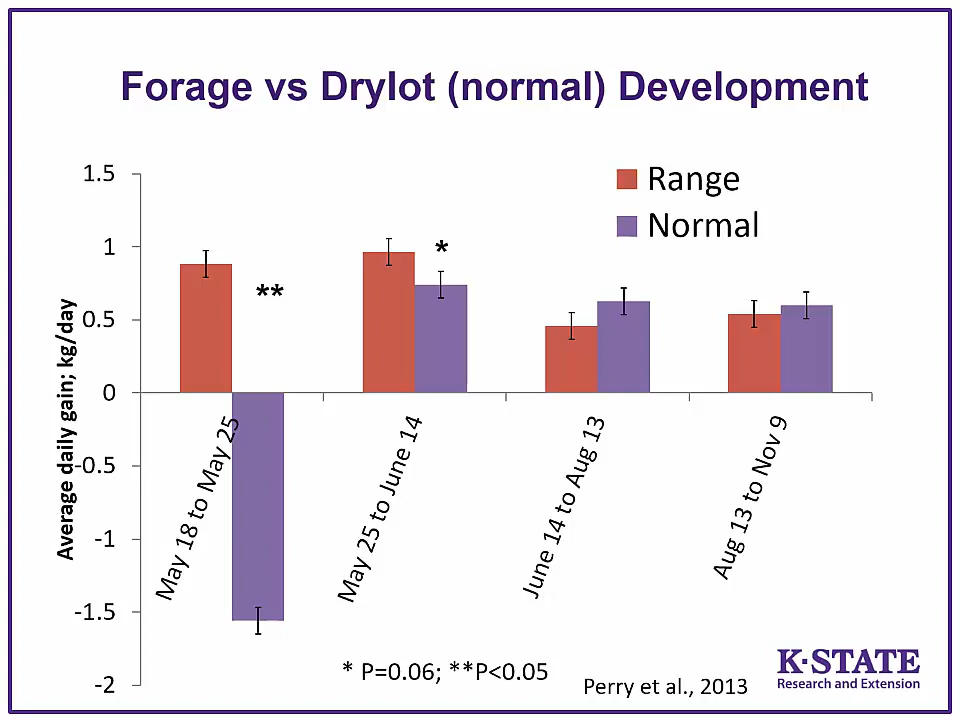 Forage vs Drylot (normal) Development
Range
Normal
Average daily gain; kg/day
1.5
1
0.5
0
-0.5
-1
-1.5
-2
May 18 to May 25
May 25 to June 14
June 14 to Aug 13
Aug 13 to Nov 9
**
*
* P=0.06; **P<0.05
Perry et al., 2013
K-STATE
Research and Extension